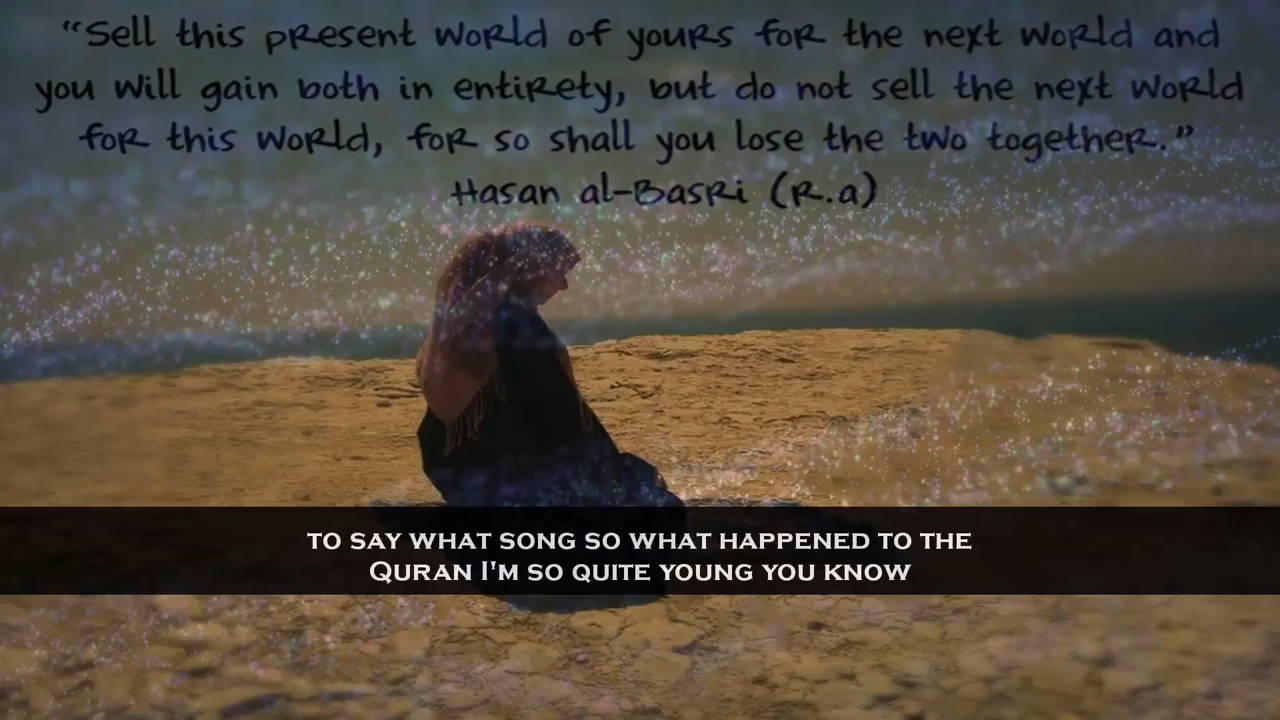 “Sell this present world of yours for the next world and
you will gain both in entirety, but do not sell the next world
for this world, for so shall you lose the two together.”
Hasan al-Basri (R.a)
TO SAY WHAT SONG SO WHAT HAPPENED TO THE
QURAN I'M SO QUITE YOUNG YOU KNOW